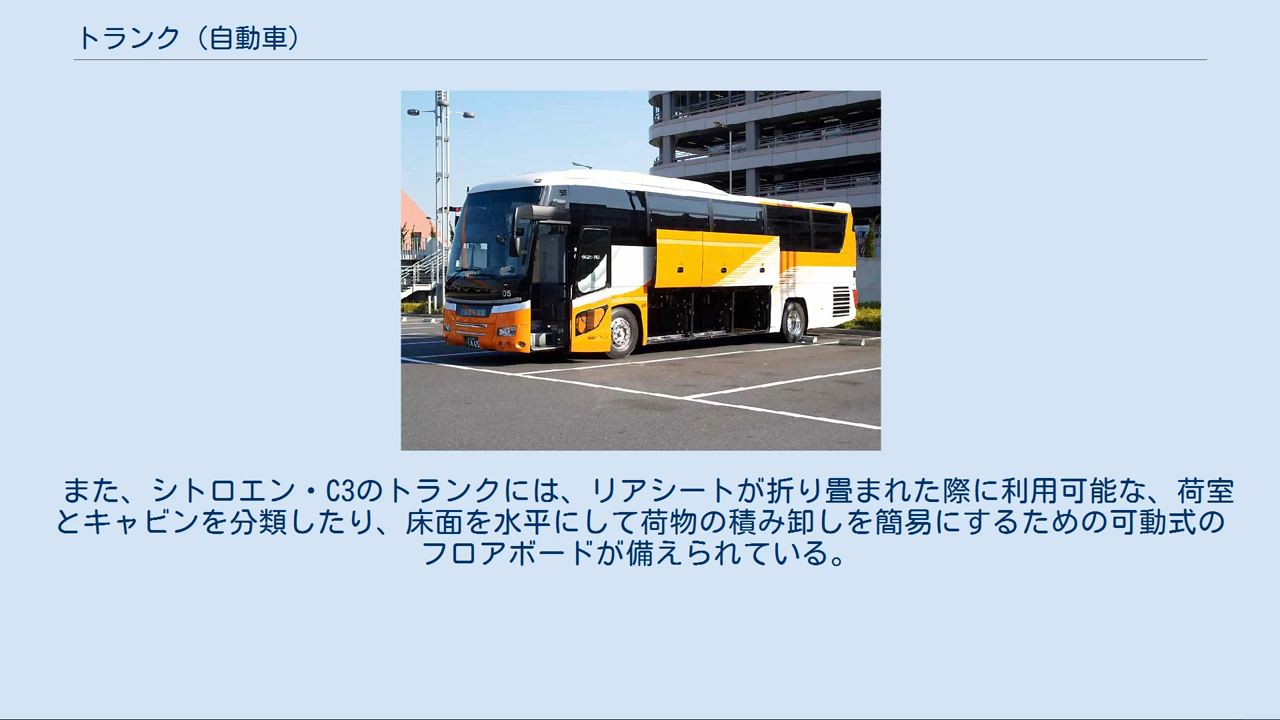 トランク（自動車）
また、シトロエン・C3のトランクには、リアシートが折り畳まれた際に利用可能な、荷室
とキャビンを分類したり、床面を水平にして荷物の積み卸しを簡易にするための可動式の
フロアボードが備えられている。